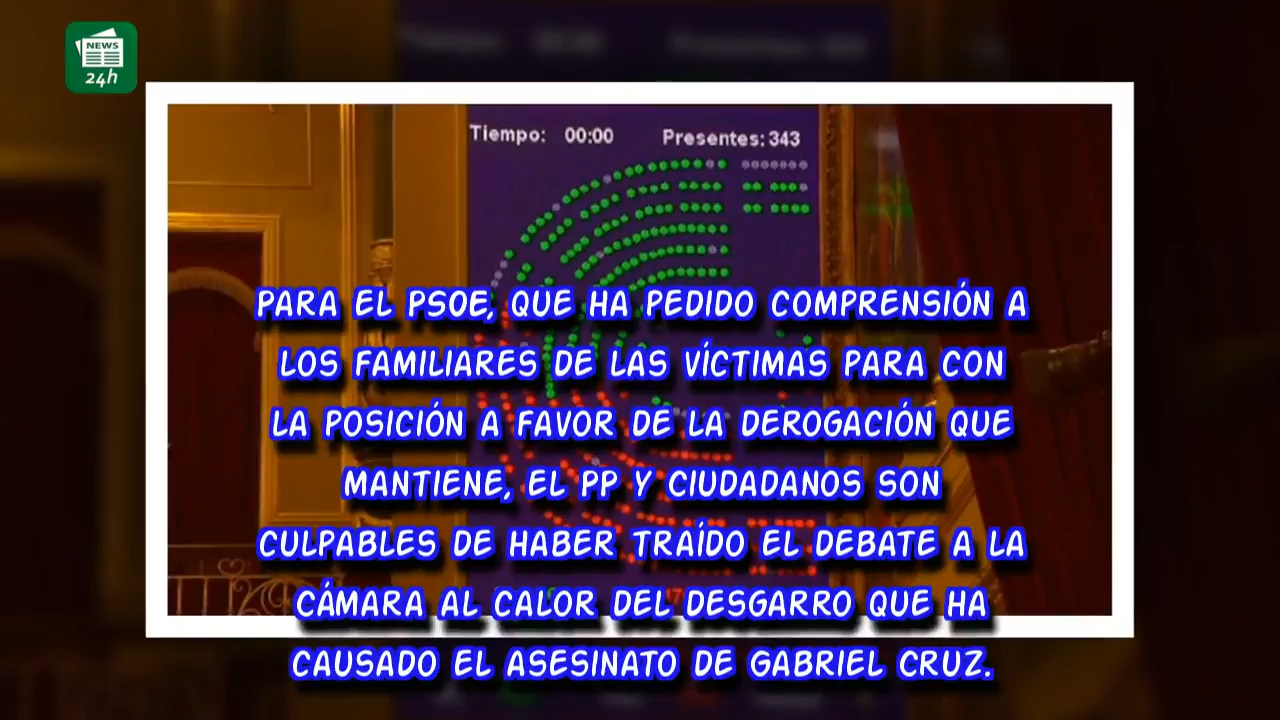 NEWS
24h
Tiempo: 00:00 Presentes: 343
PARA EL PSOE, QUE HA PEDIDO COMPRENSIÓN A
LOS FAMILIARES DE LAS VÍCTIMAS PARA CON
LA POSICIÓN A FAVOR DE LA DEROGACIÓN QUE
MANTIENE, EL PP Y CIUDADANOS SON
CULPABLES DE HABER TRAÍDO EL DEBATE A LA
CÁMARA AL CALOR DEL DESGARRO QUE HA
CAUSADO EL ASESINATO DE GABRIEL CRUZ.